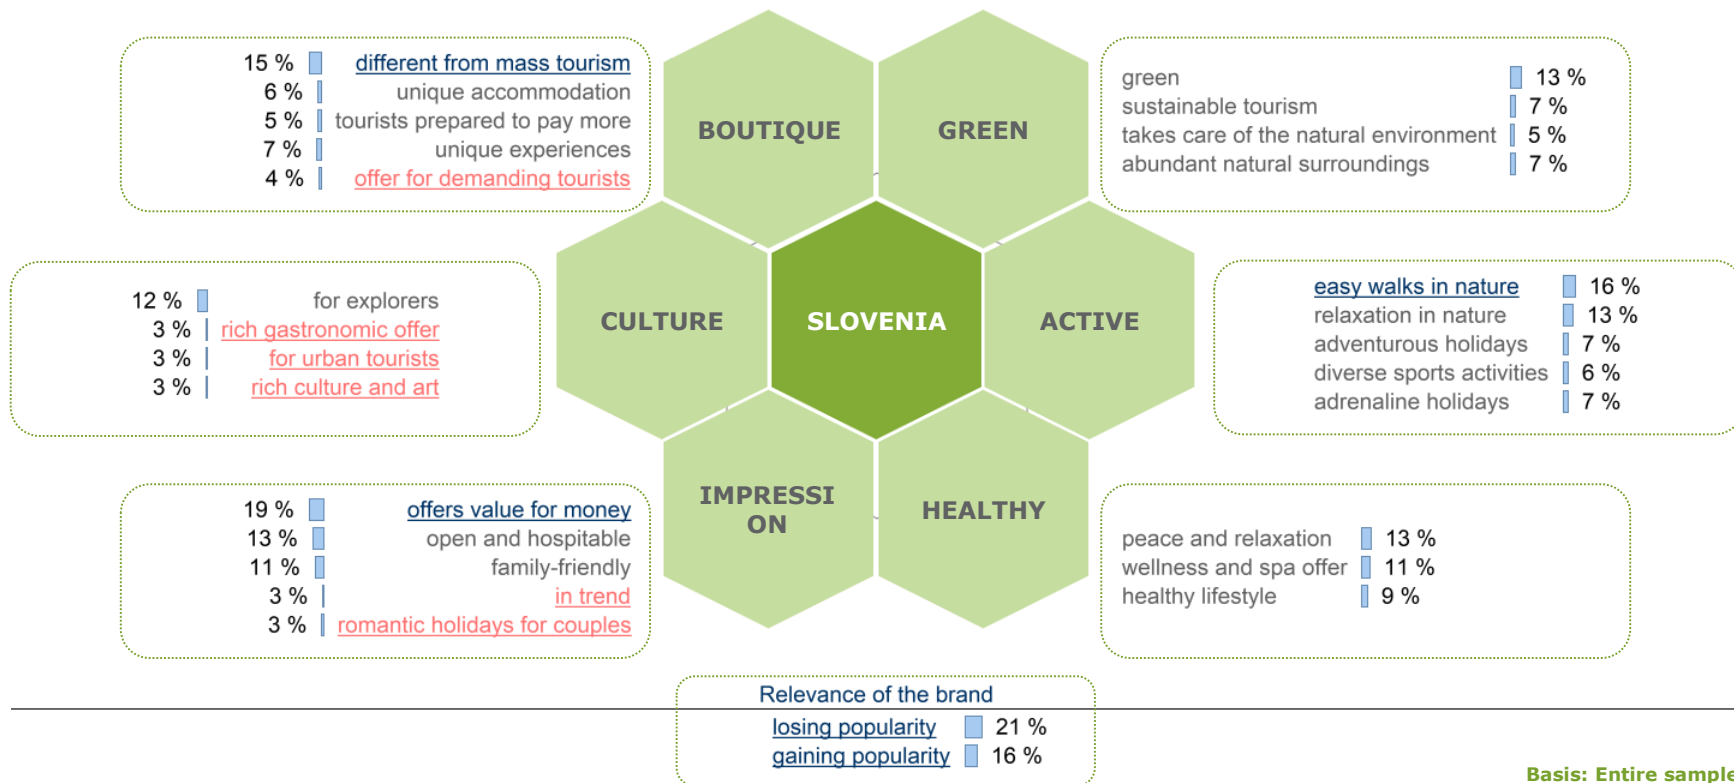 15 % different from mass tourism
6 % unique accommodation
5 % tourists prepared to pay more
7 % unique experiences
4 % offer for demanding tourists
BOUTIQUE
GREEN
green 13 %
sustainable tourism 7 %
takes care of the natural environment 5 %
abundant natural surroundings 7 %
12 % for explorers
3 % rich gastronomic offer
3 % for urban tourists
3 % rich culture and art
CULTURE
SLOVENIA
ACTIVE
easy walks in nature 16 %
relaxation in nature 13 %
adventurous holidays 7 %
diverse sports activities 6 %
adrenaline holidays 7 %
19 % offers value for money
13 % open and hospitable
11 % family-friendly
3 % in trend
3 % romantic holidays for couples
IMPRESSI
ON
HEALTHY
peace and relaxation 13 %
wellness and spa offer 11 %
healthy lifestyle 9 %
Relevance of the brand
losing popularity 21 %
gaining popularity 16 %
Basis: Entire sample